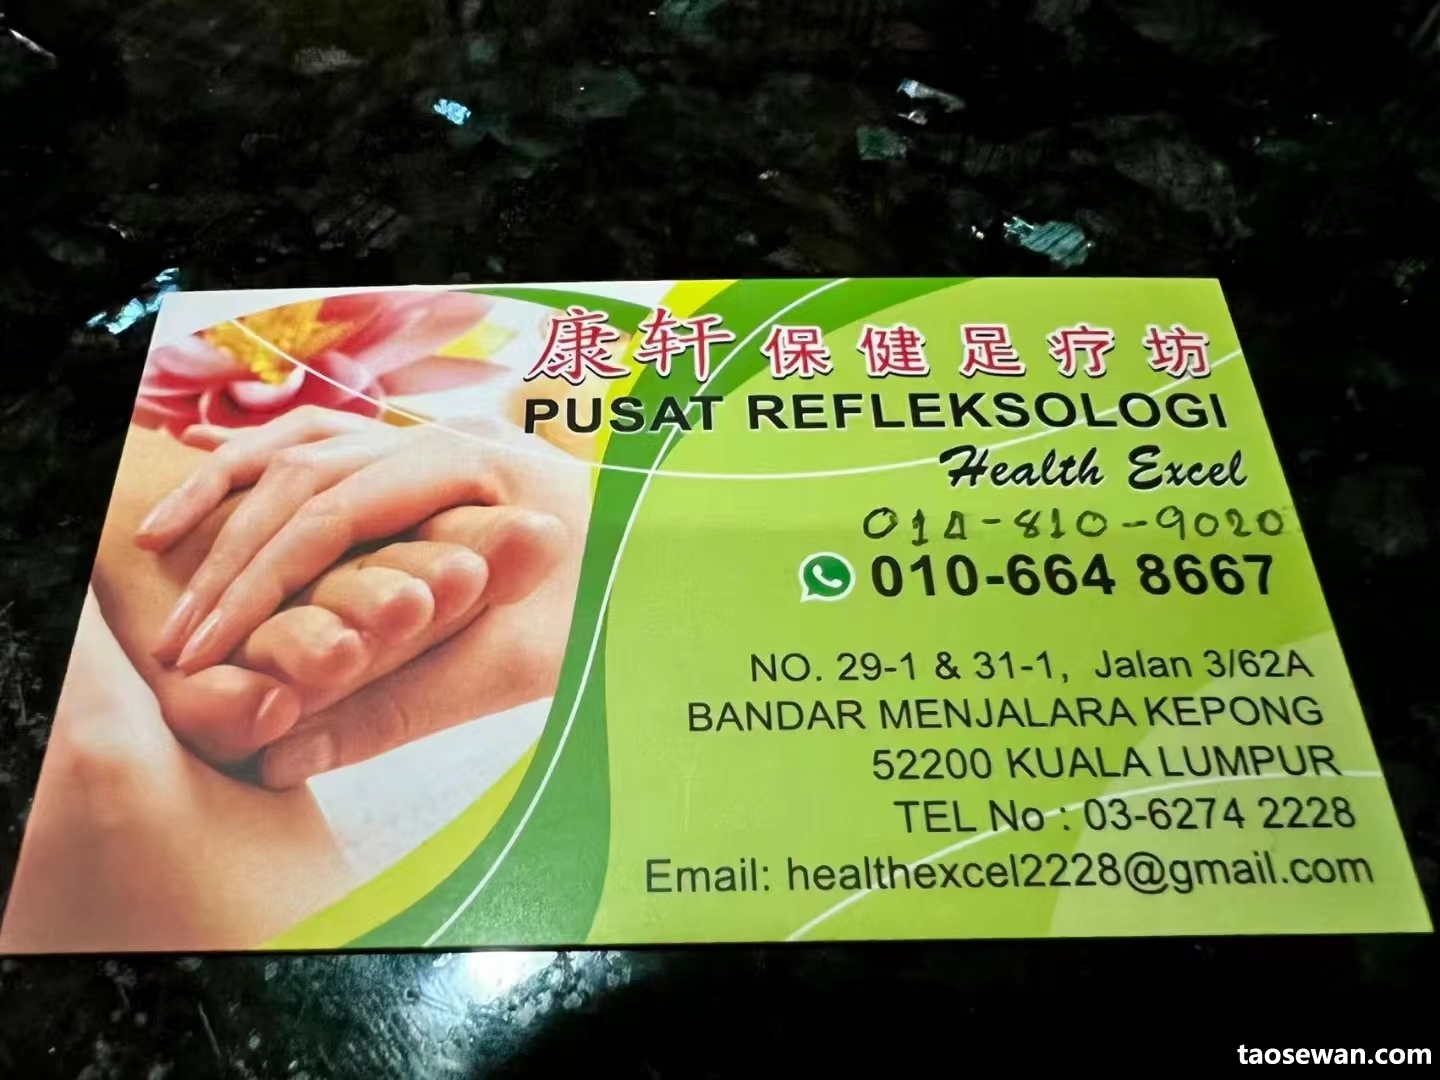 康轩 保健足疗坊
PUSAT REFLEKSOLOGI
Health Excel
014-810-9020
010-664 8667
NO. 29-1 & 31-1, Jalan 3/62A
BANDAR MENJALARA KEPONG
52200 KUALA LUMPUR
TEL No : 03-6274 2228
Email: healthexcel2228@gmail.com
taosewan.com